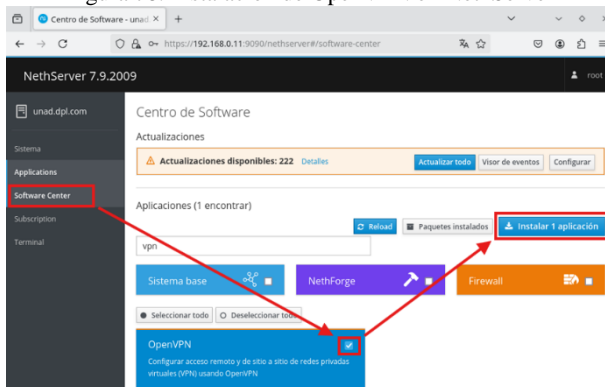 Centro de Software - unad
https://192.168.0.11:9090/nethserver#/software-center
NethServer 7.9.2009
root
unad.dpl.com
Sistema
Applications
Software Center
Subscription
Terminal
Centro de Software
Actualizaciones
Actualizaciones disponibles: 222 Detalles
Actualizar todo
Visor de eventos
Configurar
Aplicaciones (1 encontrar)
Reload
Paquetes instalados
Instalar 1 aplicación
vpn
Sistema base
NethForge
Firewall
Seleccionar todo
Deseleccionar todo
OpenVPN
Configurar acceso remoto y de sitio a sitio de redes privadas
virtuales (VPN) usando OpenVPN